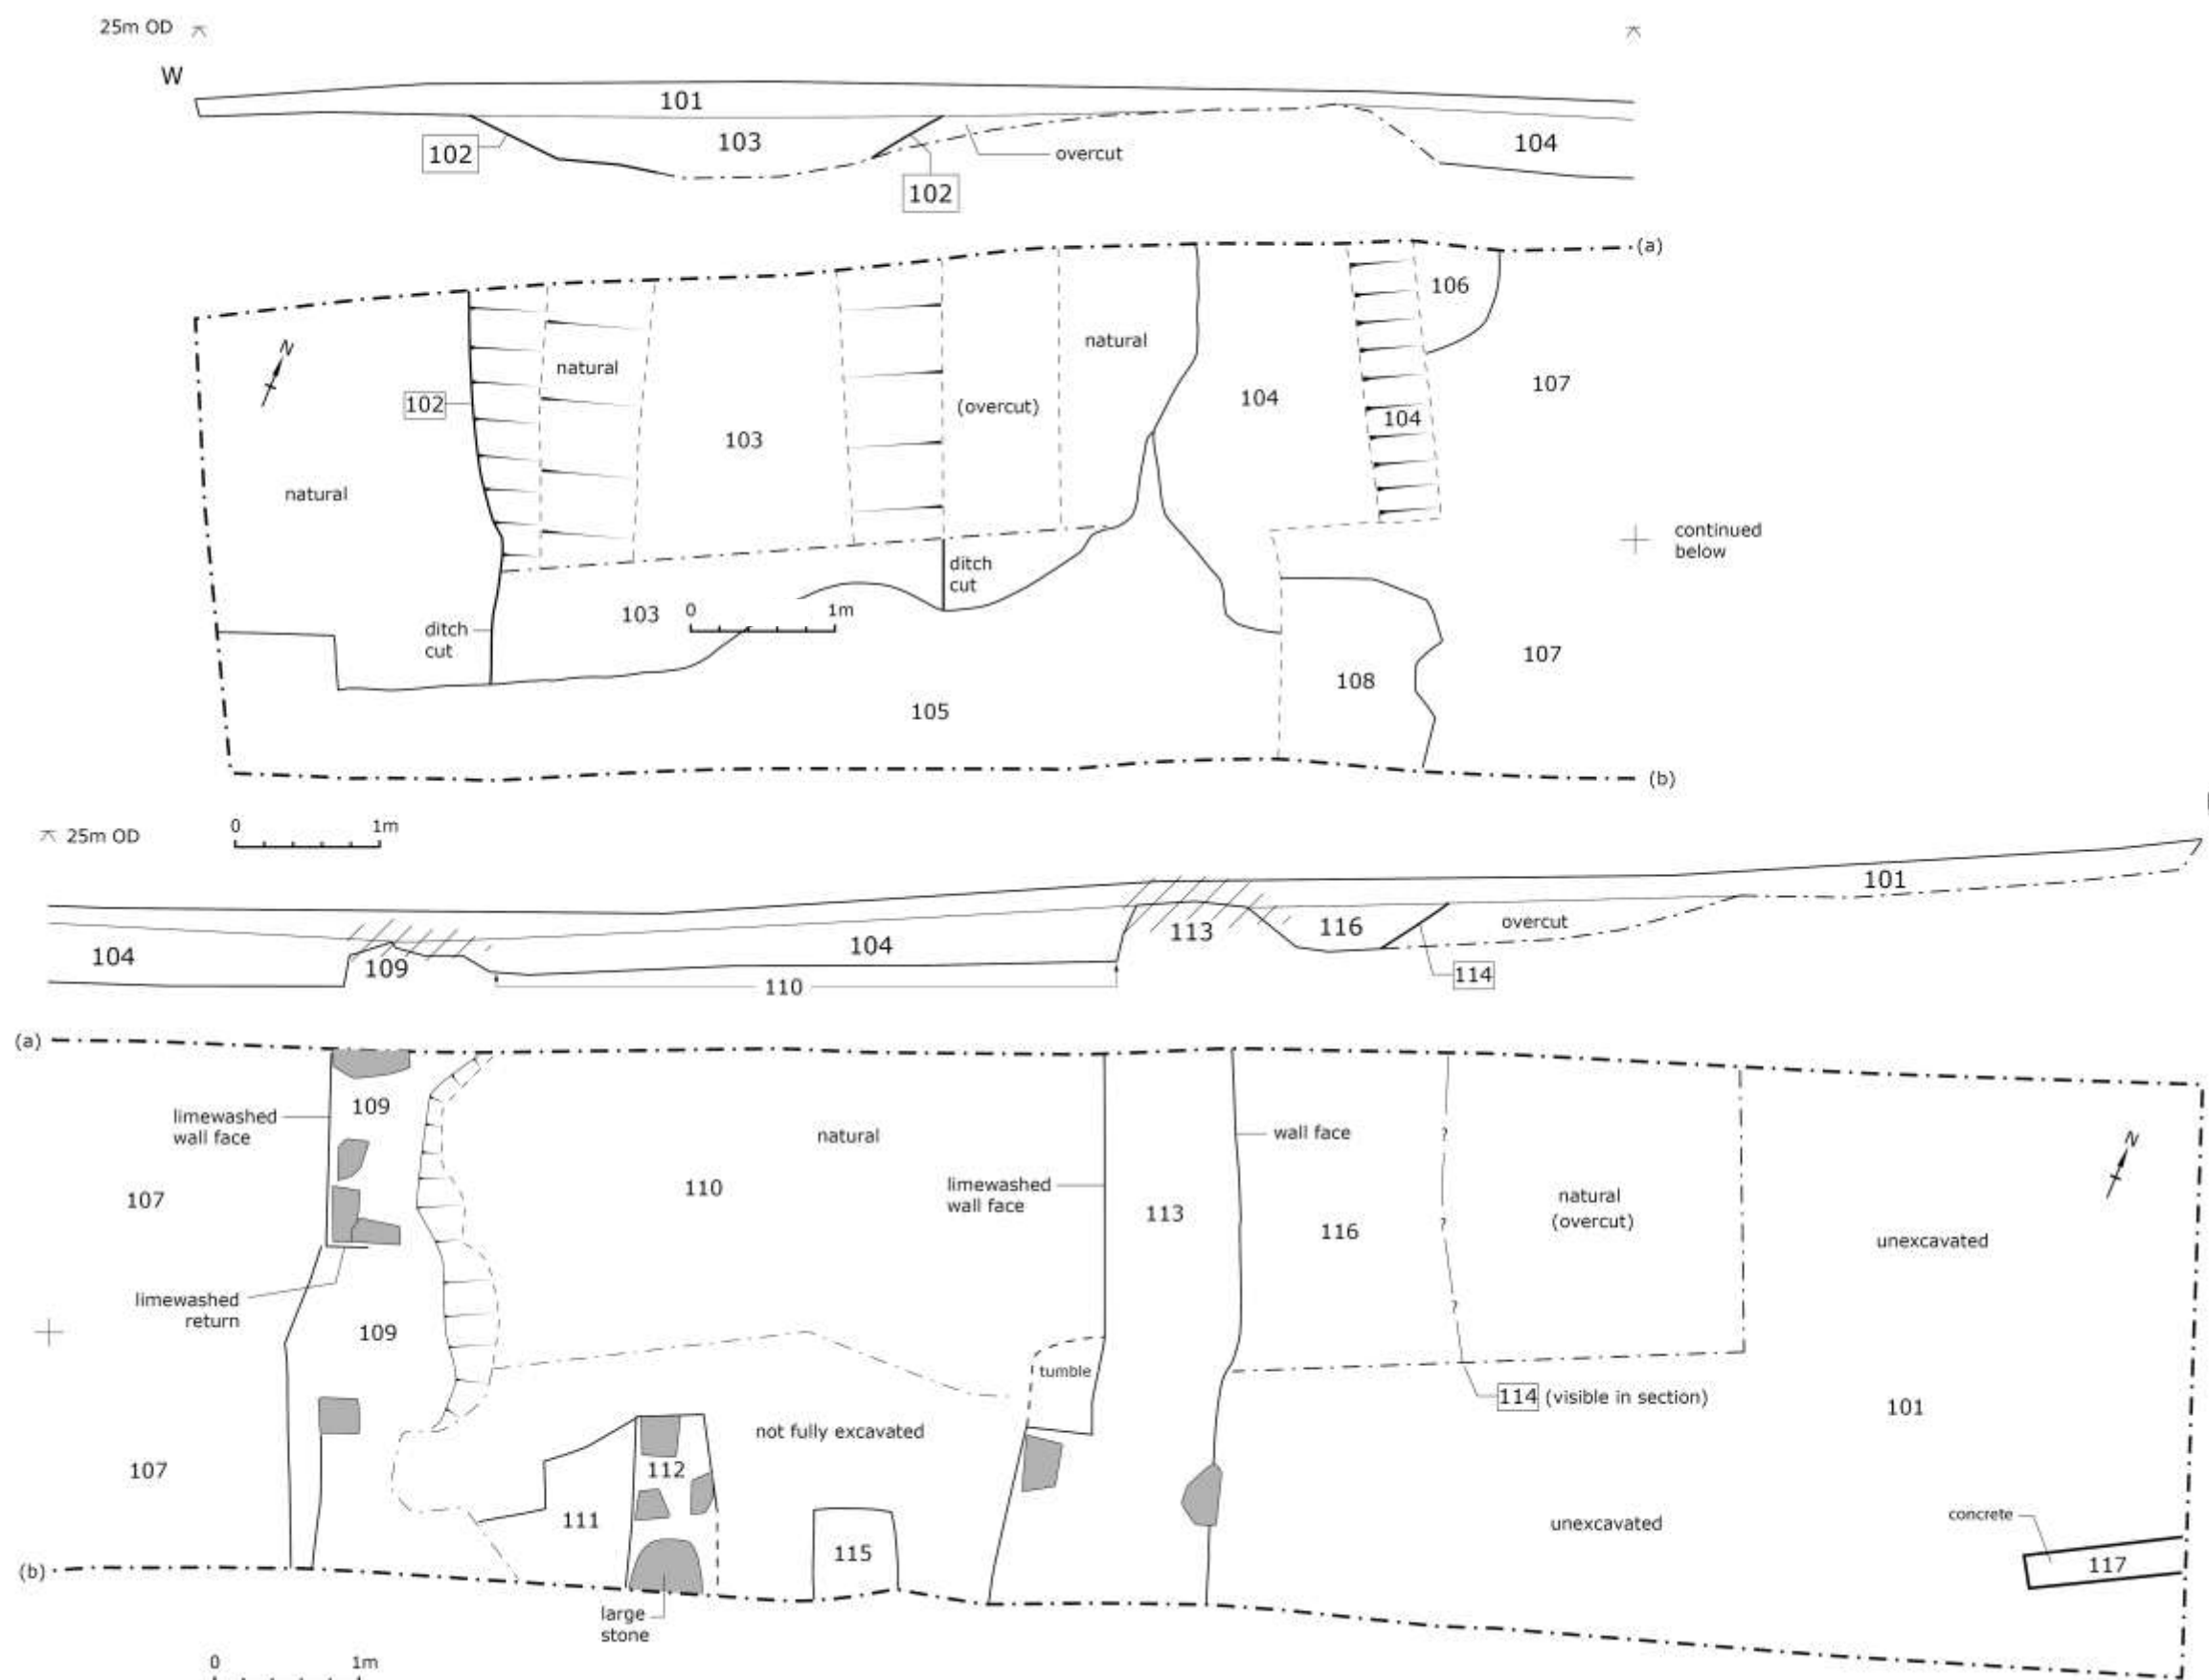 25m OD
W
101
102
103
102
overcut
104
(a)
106
natural
natural
102
107
(overcut)
104
104
103
natural
continued
below
ditch
cut
103
0 1m
ditch
cut
107
108
105
(b)
0 1m
25m OD
101
104
109
104
110
113
116
overcut
114
(a)
109
limewashed
wall face
natural
wall face
N
N
110
limewashed
wall face
107
113
116
natural
(overcut)
unexcavated
?
?
?
limewashed
return
109
tumble
114 (visible in section)
101
not fully excavated
107
112
111
115
unexcavated
concrete
117
(b)
large
stone
0 1m